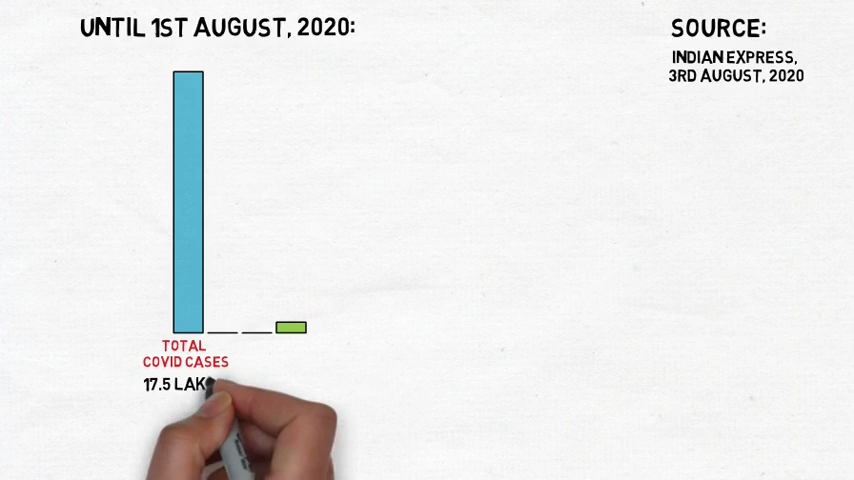 UNTIL 1ST AUGUST, 2020:
SOURCE:
INDIAN EXPRESS,
3RD AUGUST, 2020
TOTAL
COVID CASES
17.5 LAK